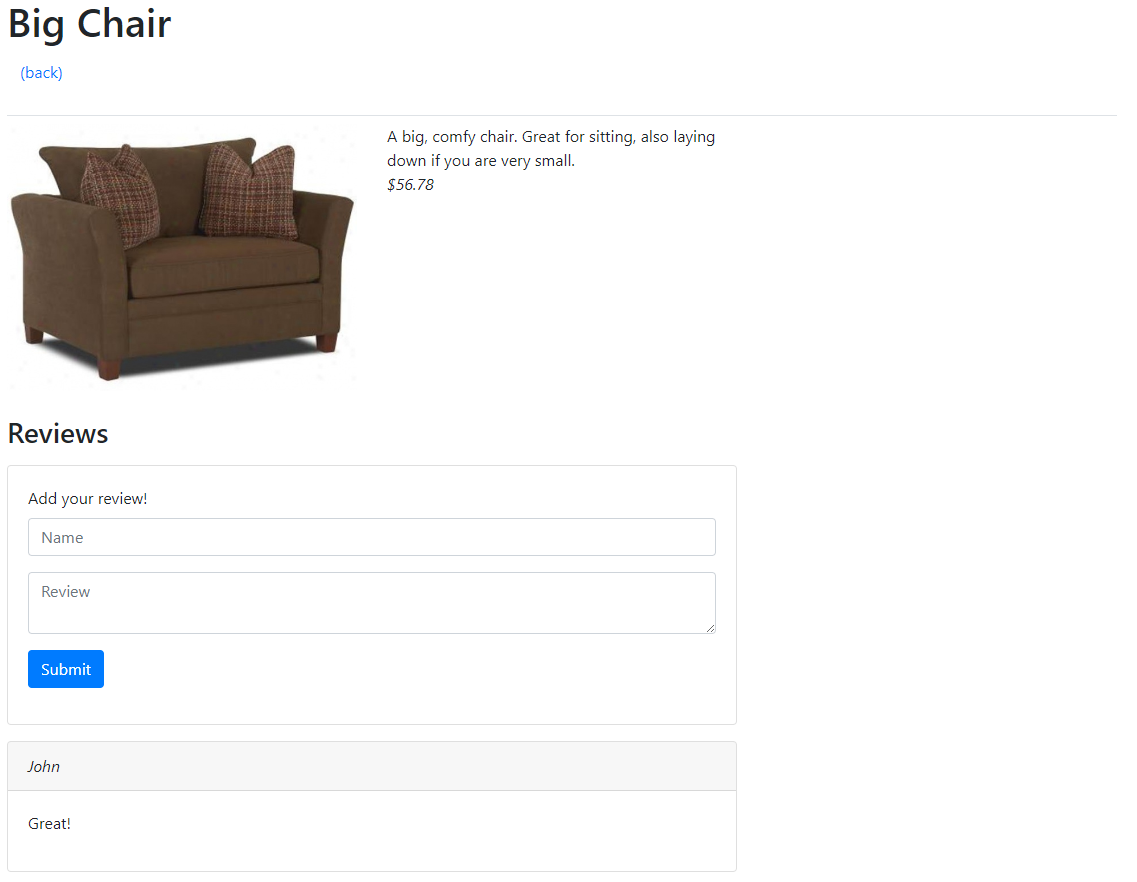 Big Chair
(back)
A big, comfy chair. Great for sitting, also laying
down if you are very small.
$56.78
Reviews
Add your review!
Name
Review
Submit
John
Great!